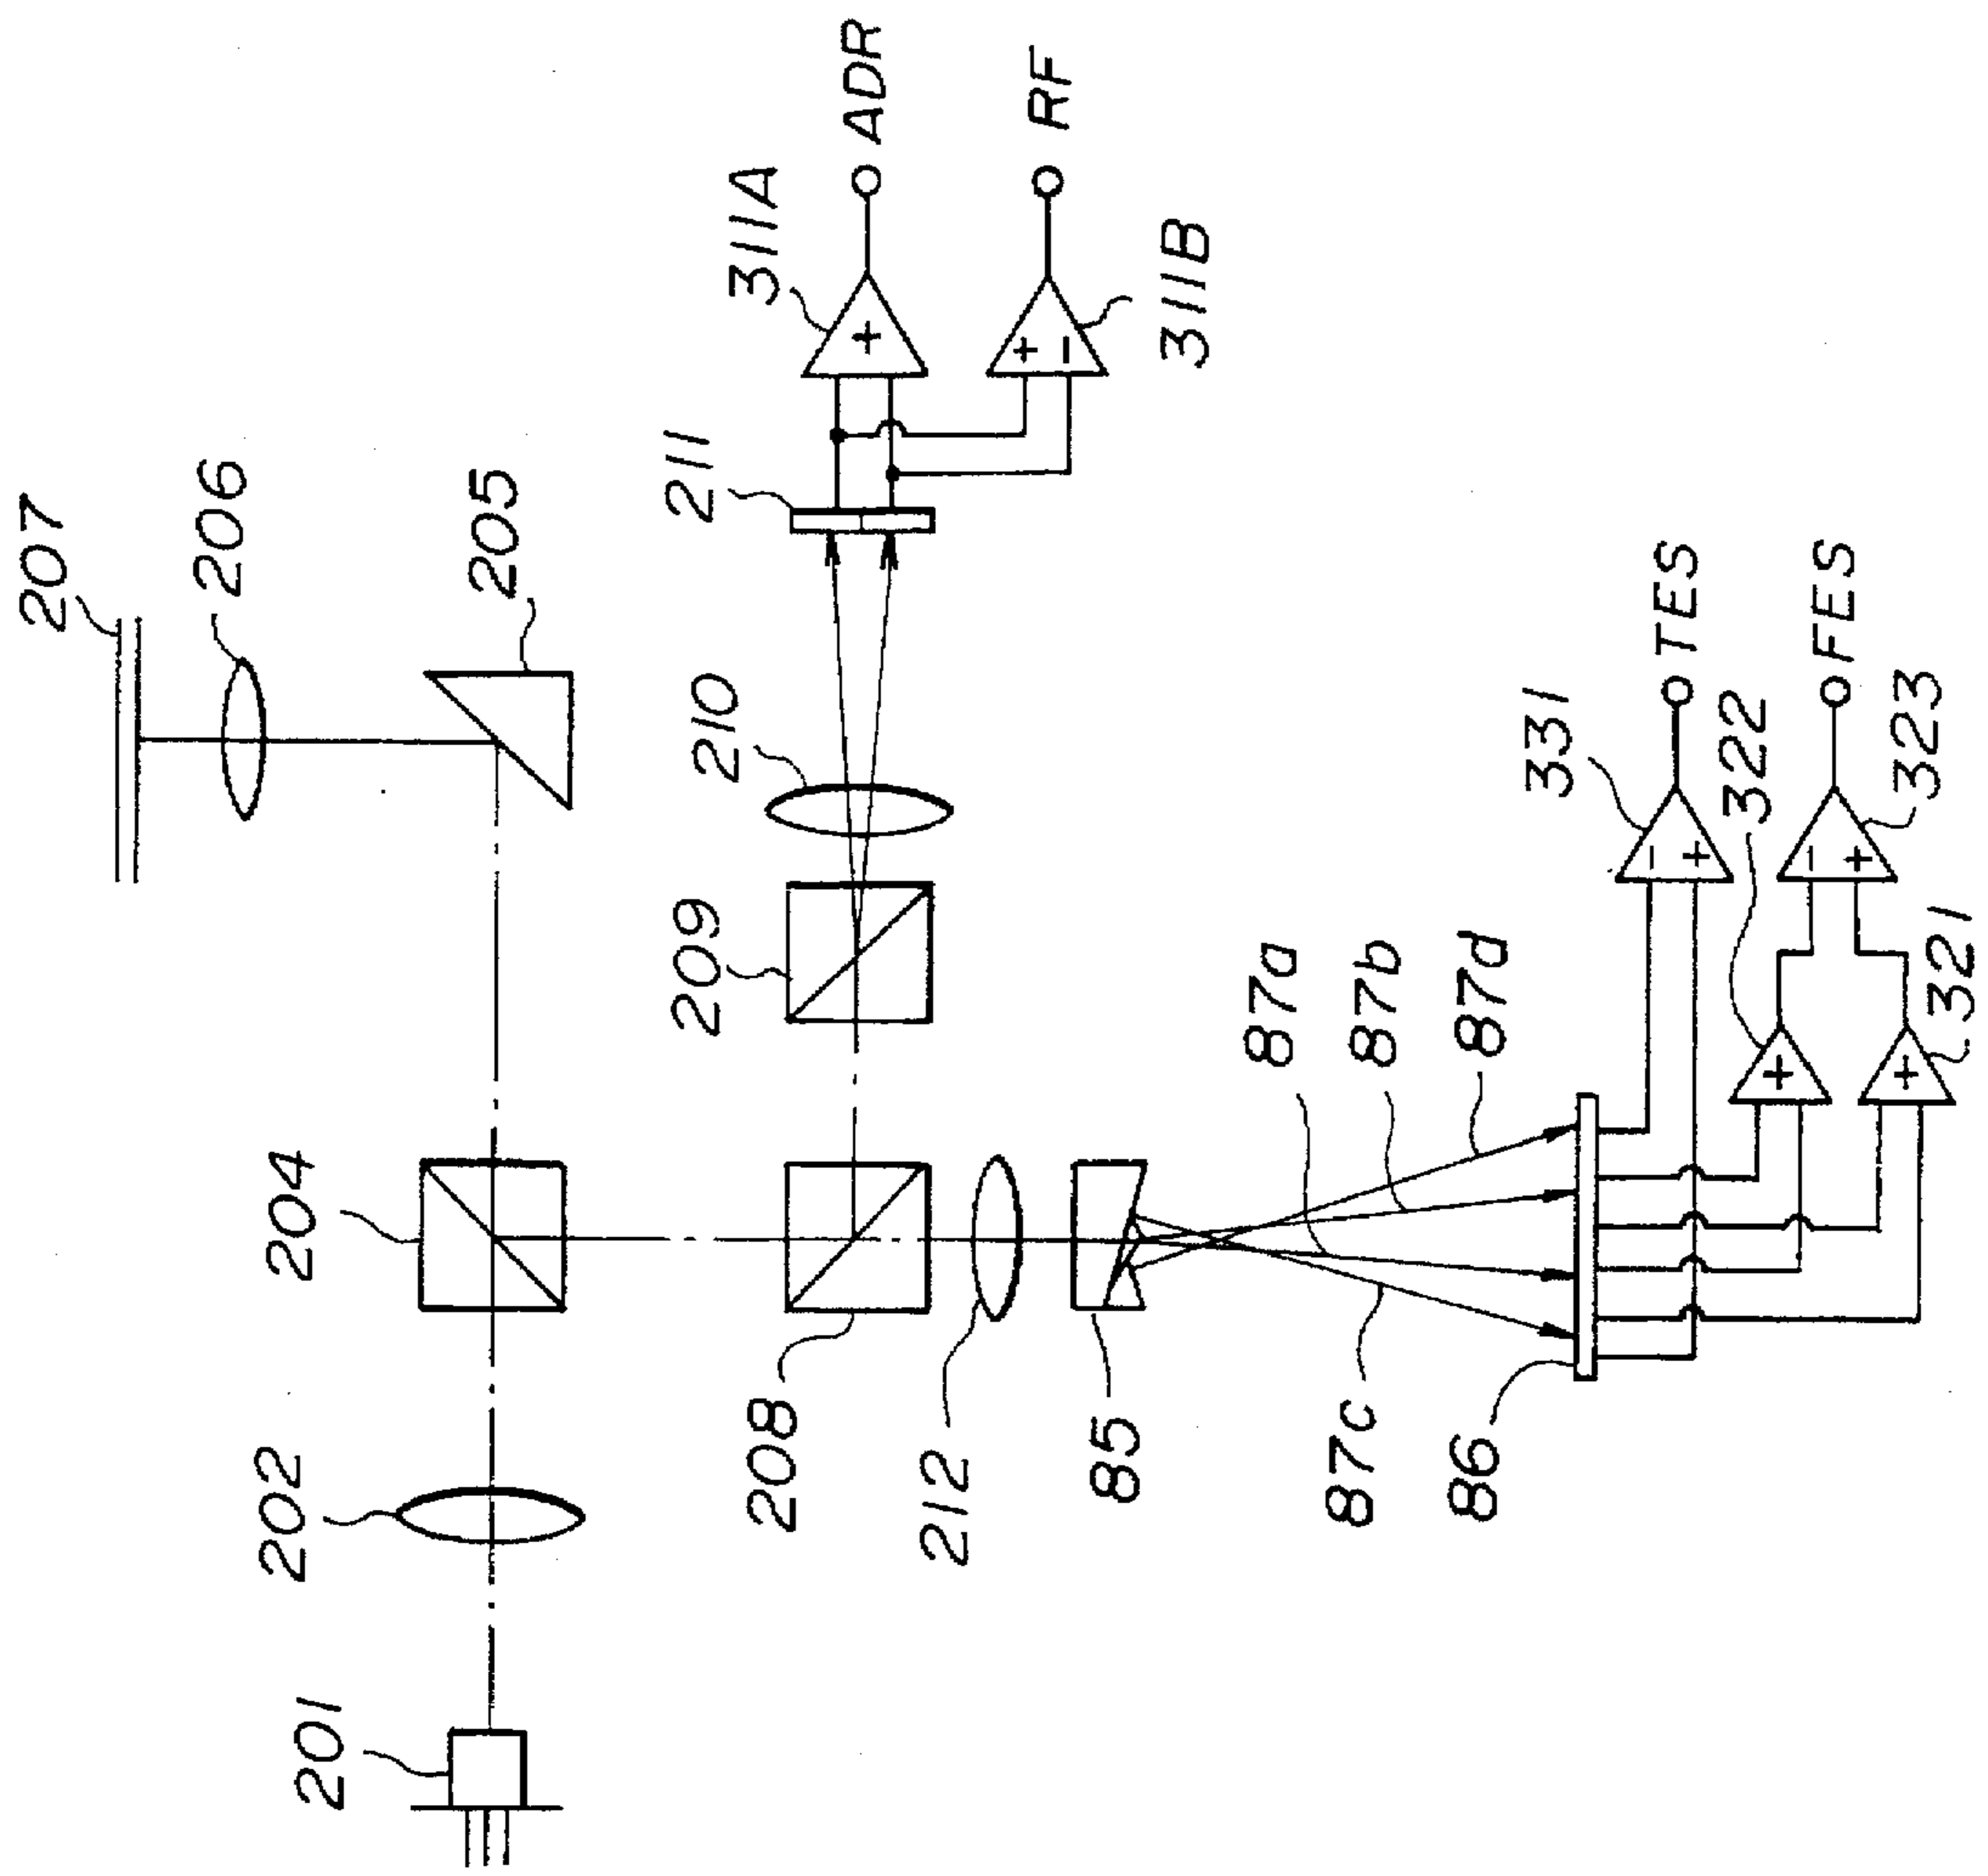 207
206
201
202
204
205
209
210
211
311A
208
+
ADR
212
+
RF
−
85
311B
87a
87c
87b
86
87d
331
−
TES
+
322
+
−
FES
+
+
323
321